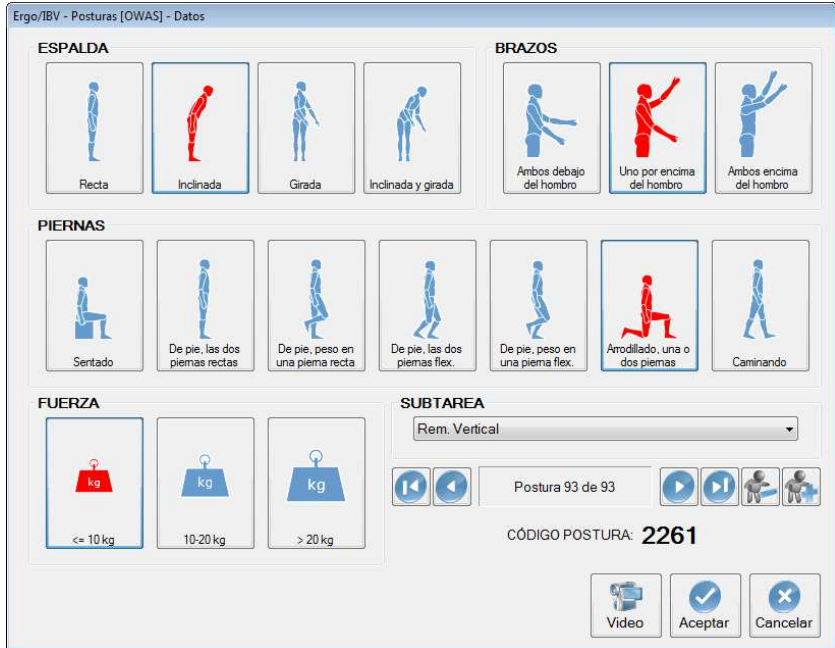 Ergo/IBV - Posturas [OWAS] - Datos
ESPALDA
Recta
Inclinada
Girada
Inclinada y girada
BRAZOS
Ambos debajo
del hombro
Uno por encima
del hombro
Ambos encima
del hombro
PIERNAS
Sentado
De pie, las dos
piernas rectas
De pie, peso en
una pierna recta
De pie, las dos
piernas flex.
De pie, peso en
una pierna flex.
Arrodillado, una o
dos piernas
Caminando
FUERZA
kg
<= 10 kg
kg
10-20 kg
kg
> 20 kg
SUBTAREA
Rem. Vertical
Postura 93 de 93
CÓDIGO POSTURA: 2261
Video
Aceptar
Cancelar